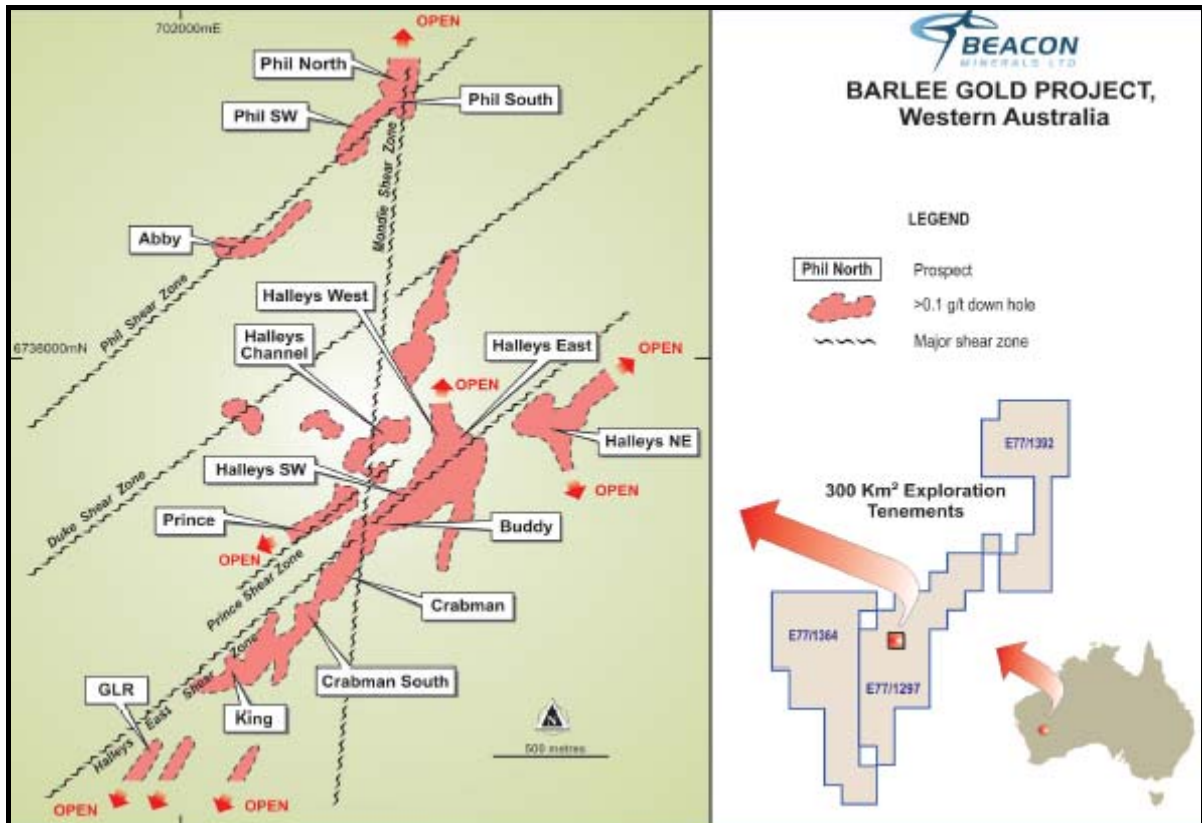 702000mE
OPEN
Phil North
Phil South
Phil SW
Mondie Shear Zone
Abby
Phil Shear Zone
Halleys West
Halleys
Channel
Halleys East
6736000mN
OPEN
OPEN
Halleys NE
Halleys SW
OPEN
Duke Shear Zone
Prince
Buddy
OPEN
Prince Shear Zone
Crabman
Crabman South
GLR
King
Halleys East Shear Zone
N
500 metres
OPEN
OPEN
BEACON
MINERALS LTD
BARLEE GOLD PROJECT,
Western Australia
LEGEND
Phil North
Prospect
>0.1 g/t down hole
Major shear zone
E77/1392
300 Km² Exploration
Tenements
E77/1364
E77/1297